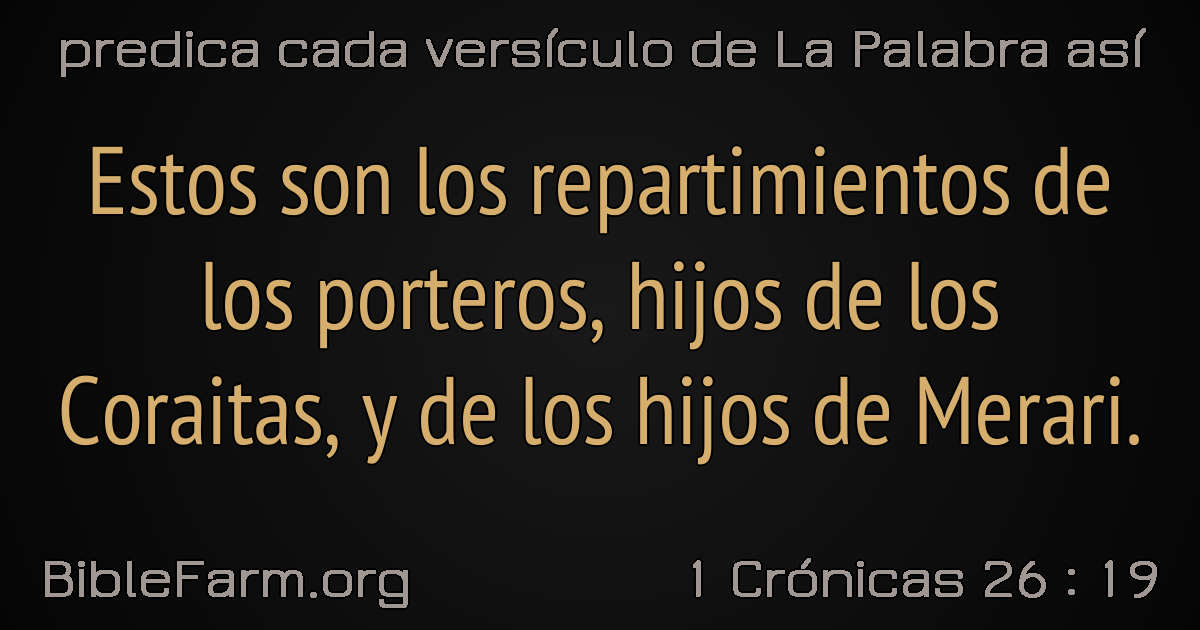 predica cada versículo de La Palabra así
Estos son los repartimientos de
los porteros, hijos de los
Coraitas, y de los hijos de Merari.
BibleFarm.org
1 Crónicas 26 : 19